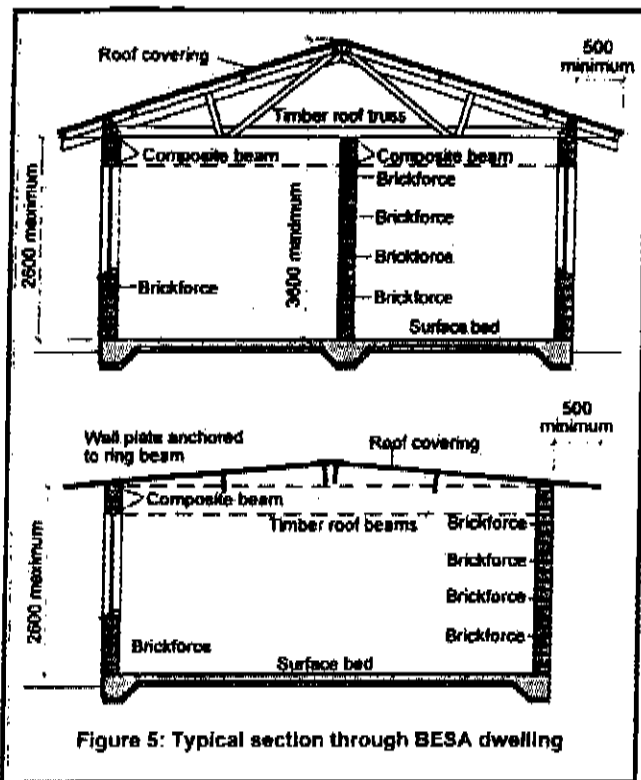 Roof covering
500
minimum
Timber roof truss
Composite beam
Composite beam
Brickforce
Brickforce
Brickforce
Brickforce
2600 maximum
3600 maximum
Brickforce
Surface bed
Wall plate anchored
to ring beam
Roof covering
500
minimum
Composite beam
Timber roof beams
Brickforce
Brickforce
Brickforce
Brickforce
2600 maximum
Brickforce
Surface bed
Figure 5: Typical section through BESA dwelling